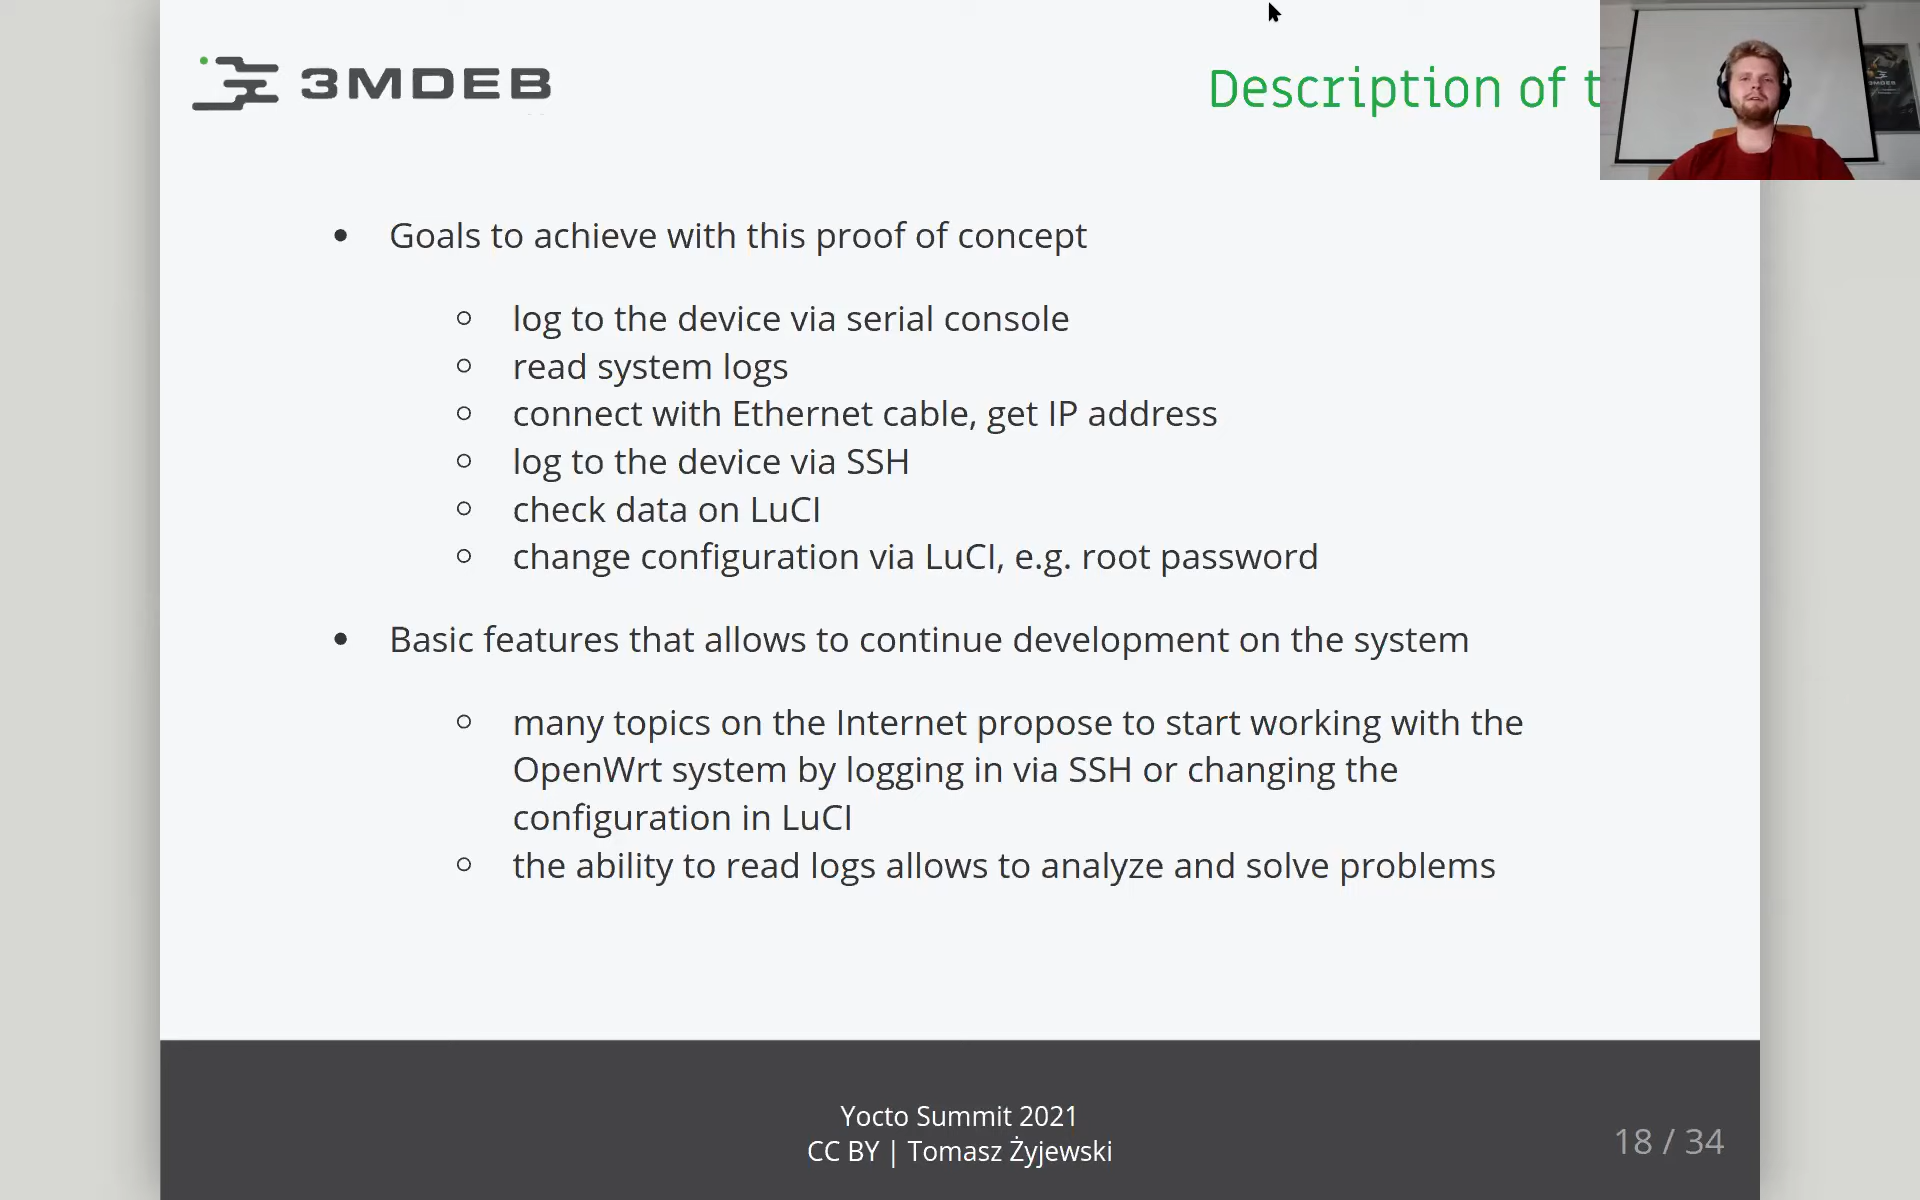 3MDEB
Description of t
• Goals to achieve with this proof of concept
○ log to the device via serial console
○ read system logs
○ connect with Ethernet cable, get IP address
○ log to the device via SSH
○ check data on LuCI
○ change configuration via LuCI, e.g. root password
• Basic features that allows to continue development on the system
○ many topics on the Internet propose to start working with the
OpenWrt system by logging in via SSH or changing the
configuration in LuCI
○ the ability to read logs allows to analyze and solve problems
Yocto Summit 2021
CC BY | Tomasz Żyjewski
18 / 34